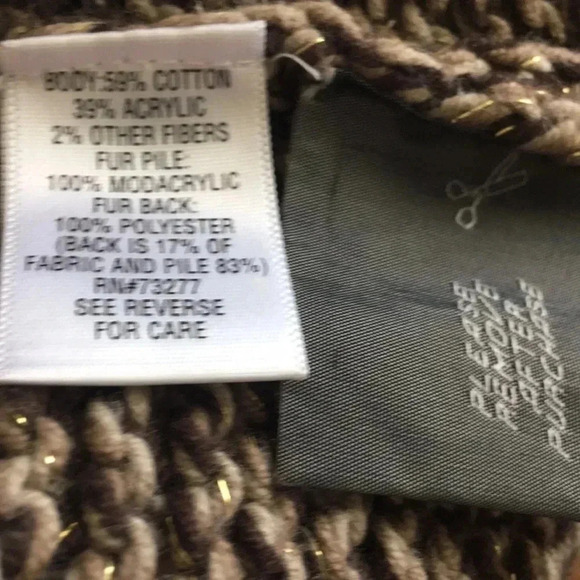 BODY:59% COTTON
39% ACRYLIC
2% OTHER FIBERS
FUR PILE:
100% MODACRYLIC
FUR BACK:
100% POLYESTER
(BACK IS 17% OF
FABRIC AND PILE 83%)
RN#73277
SEE REVERSE
FOR CARE
PLEASE
REMOVE
AFTER
PURCHASE